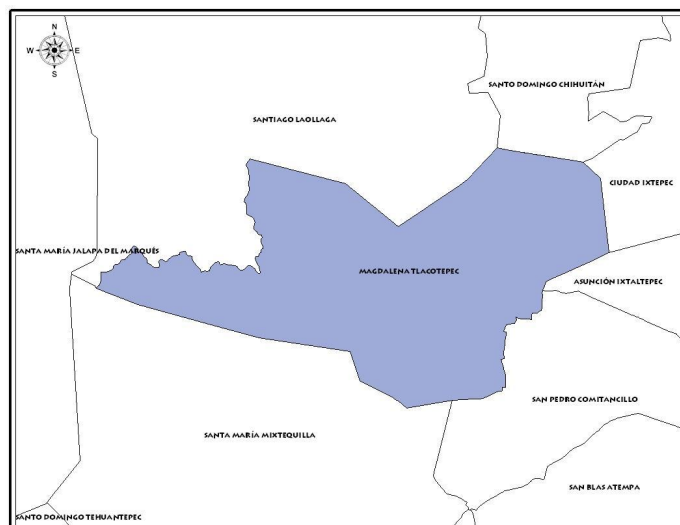 N
W E
S
SANTO DOMINGO CHIHUITÁN
SANTIAGO LAOLLAGA
CIUDAD IXTEPEC
SANTA MARÍA JALAPA DEL MARQUÉS
MAGDALENA TLACOTEPEC
ASUNCIÓN IXTALTEPEC
SAN PEDRO COMITANCILLO
SANTA MARÍA MIXTEQUILLA
SAN BLAS ATEMPA
SANTO DOMINGO TEHUANTEPEC